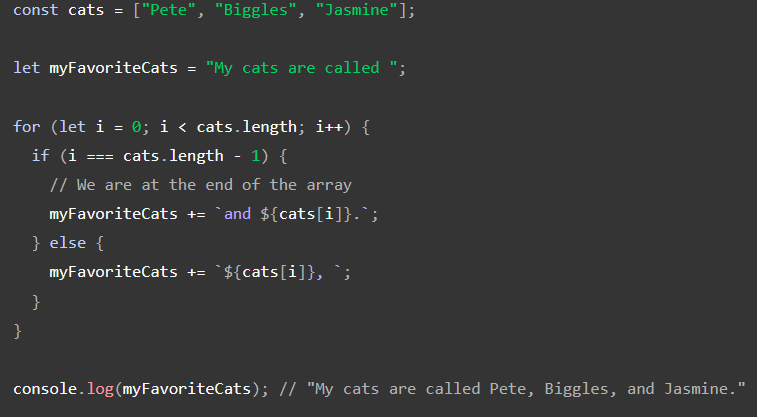 const cats = ["Pete", "Biggles", "Jasmine"];
let myFavoriteCats = "My cats are called ";
for (let i = 0; i < cats.length; i++) {
  if (i === cats.length - 1) {
    // We are at the end of the array
    myFavoriteCats += `and ${cats[i]}.`;
  } else {
    myFavoriteCats += `${cats[i]}, `;
  }
}
console.log(myFavoriteCats); // "My cats are called Pete, Biggles, and Jasmine."